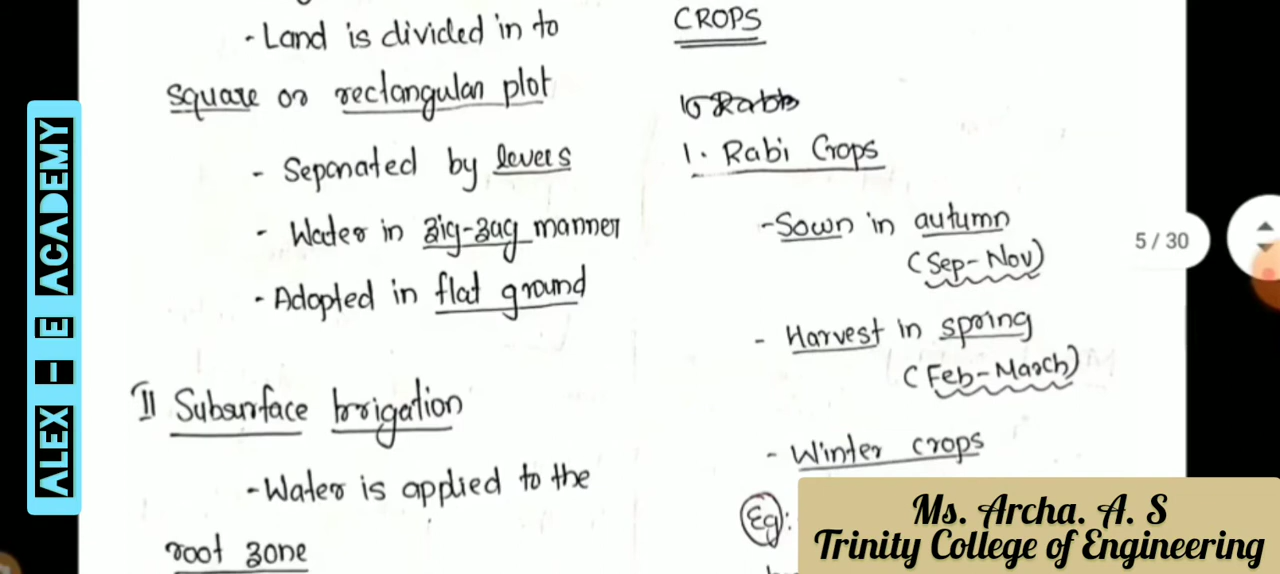 - Land is divided in to
square or rectangular plot
- Seperated by levees
- Water in zig-zag manner
- Adopted in flat ground
II Subsurface Irrigation
- Water is applied to the
root zone
CROPS
1. Rabi Crops
- Sown in autumn
(Sep-Nov)
- Harvest in spring
(Feb-March)
- Winter crops
Eg:
5 / 30
ALEX - E ACADEMY
Ms. Archa. A. S
Trinity College of Engineering